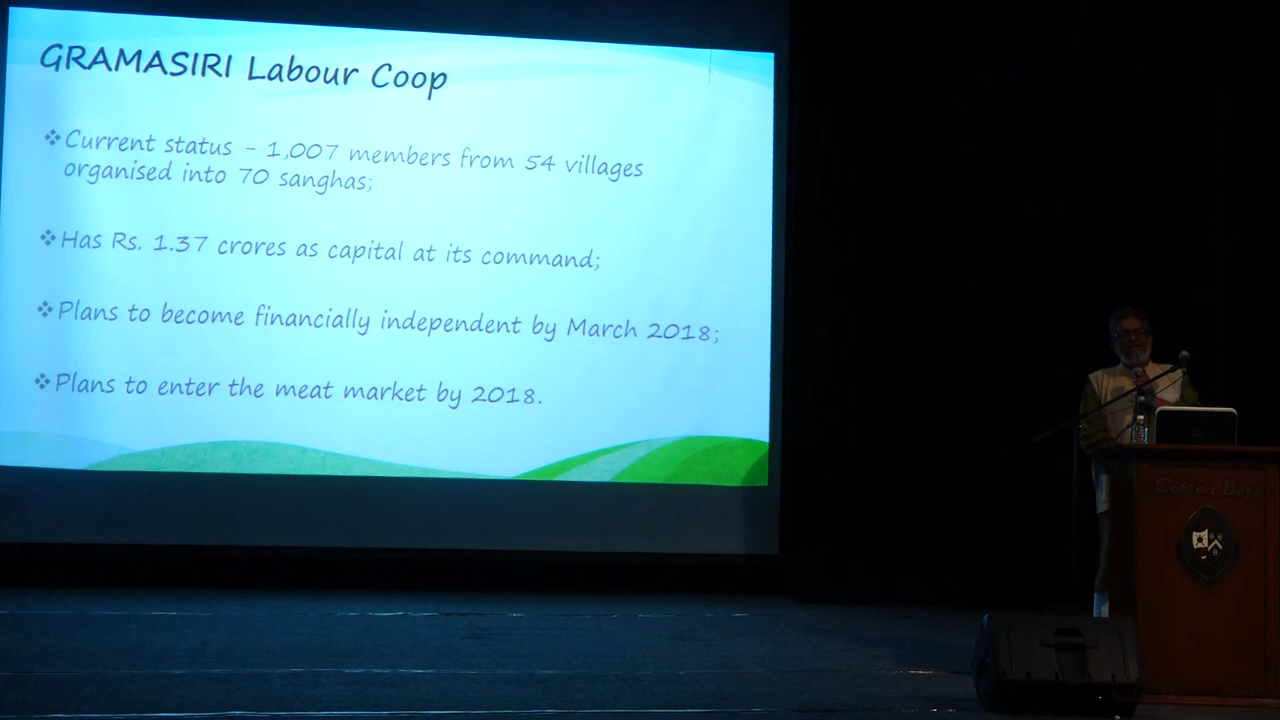 GRAMASIRI Labour Coop
❖Current status - 1,007 members from 54 villages
organised into 70 sanghas;
❖Has Rs. 1.37 crores as capital at its command;
❖Plans to become financially independent by March 2018;
❖Plans to enter the meat market by 2018.
Cotton Boys